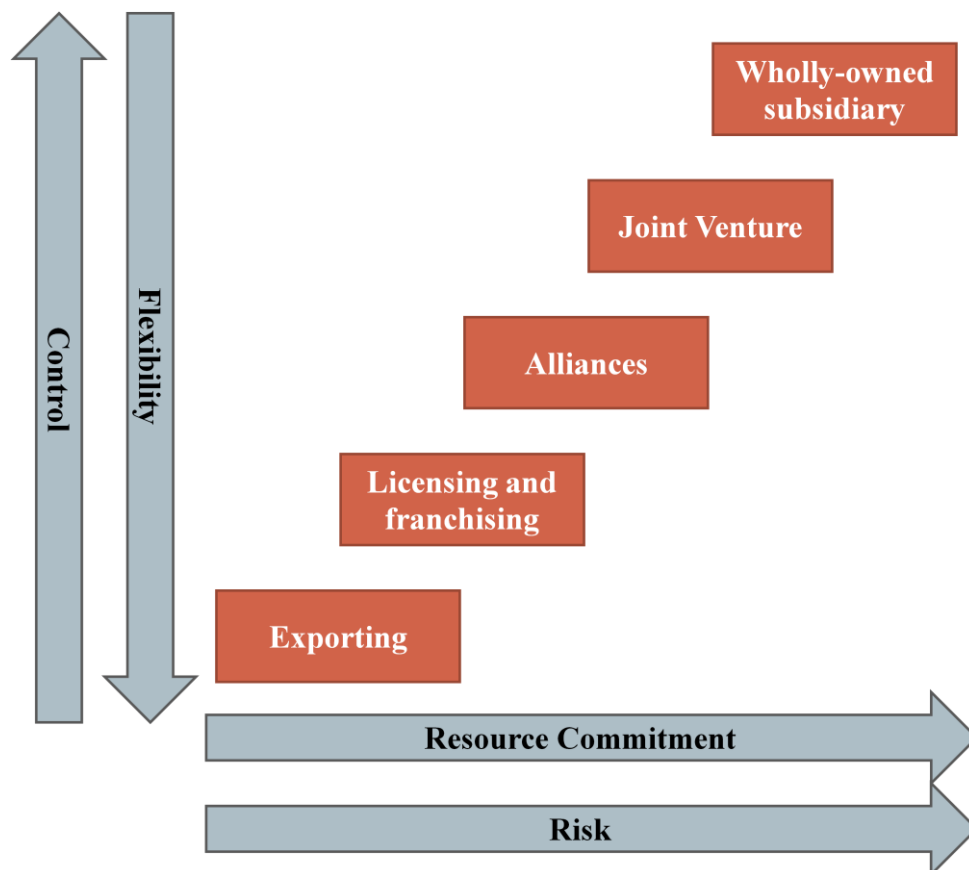 Wholly-owned
subsidiary
Joint Venture
Alliances
Licensing and
franchising
Exporting
Control
Flexibility
Resource Commitment
Risk